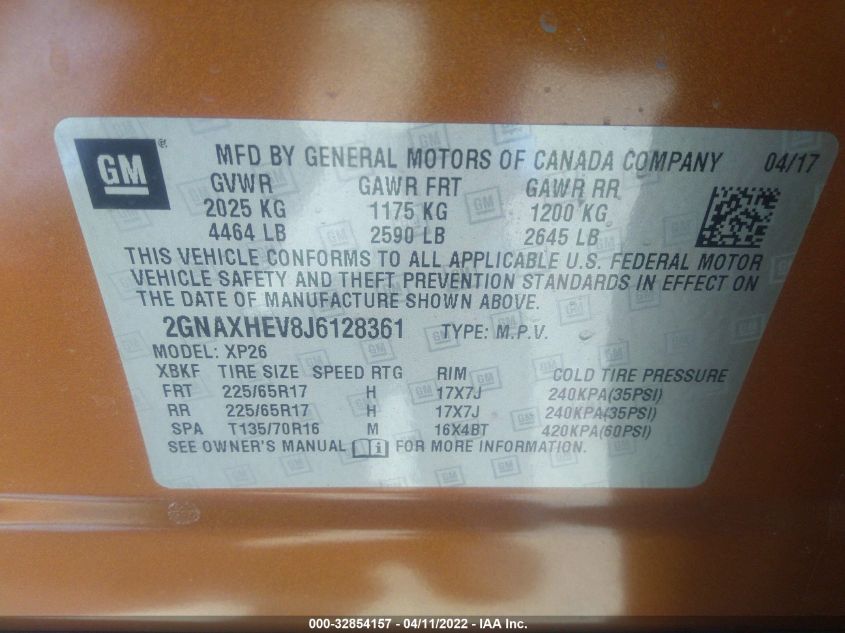 GM ® MFD BY GENERAL MOTORS OF CANADA COMPANY 04/17
GVWR GAWR FRT GAWR RR
2025 KG 1175 KG 1200 KG
4464 LB 2590 LB 2645 LB
THIS VEHICLE CONFORMS TO ALL APPLICABLE U.S. FEDERAL MOTOR
VEHICLE SAFETY AND THEFT PREVENTION STANDARDS IN EFFECT ON
THE DATE OF MANUFACTURE SHOWN ABOVE.
2GNAXHEV8J6128361 TYPE: M.P.V.
MODEL: XP26
XBKF TIRE SIZE SPEED RTG RIM COLD TIRE PRESSURE
FRT 225/65R17 H 17X7J 240KPA(35PSI)
RR 225/65R17 H 17X7J 240KPA(35PSI)
SPA T135/70R16 M 16X4BT 420KPA(60PSI)
SEE OWNER'S MANUAL i FOR MORE INFORMATION.
000-32854157 - 04/11/2022 - IAA Inc.